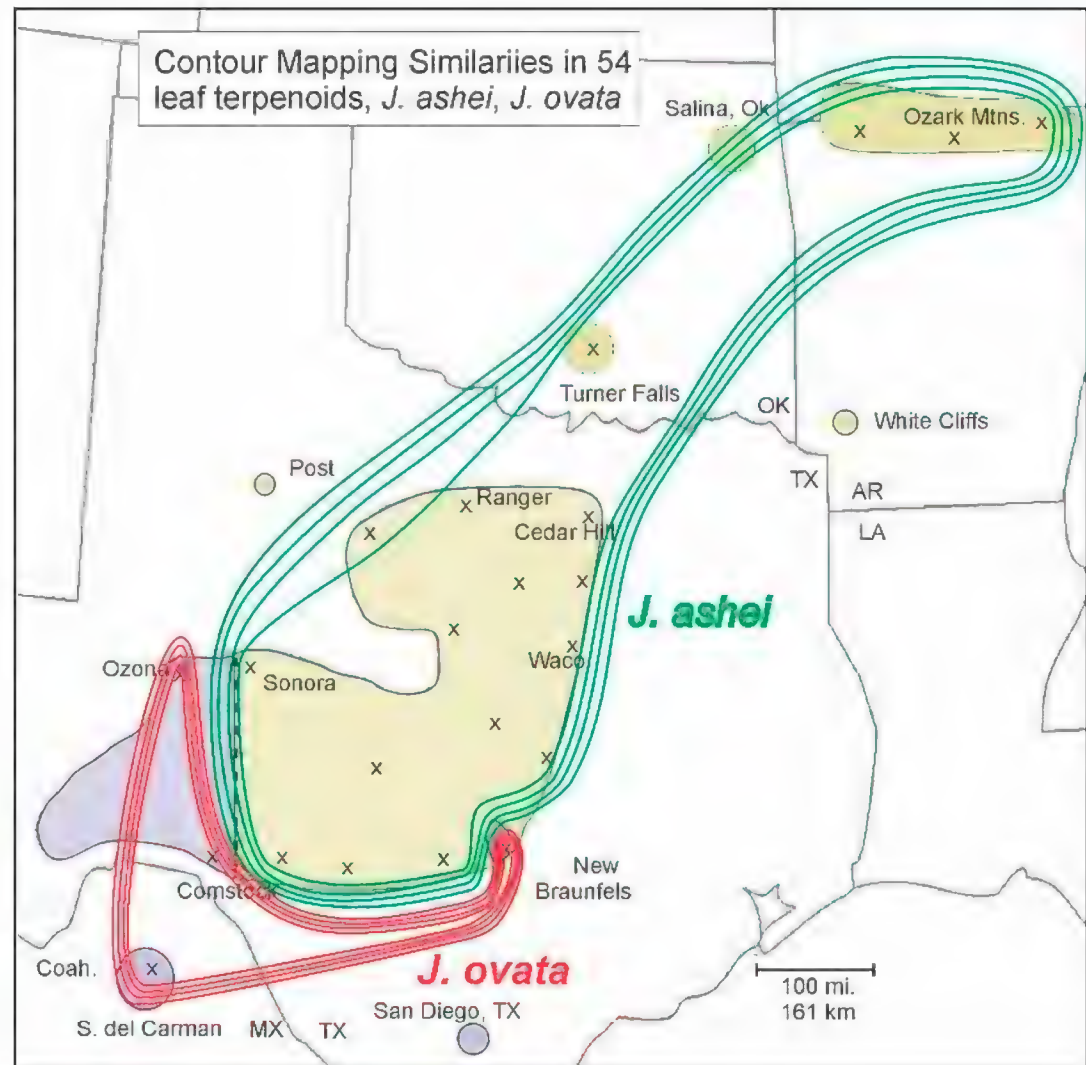 Contour Mapping Similariies in 54
leaf terpenoids, J. ashei, J. ovata
Salina, Ok
Ozark Mtns.
x
x
x
x
Turner Falls
OK
White Cliffs
Post
TX
AR
LA
Ranger
x
x
x
Cedar Hill
x
x
J. ashei
x
x
Waco
Ozona
x
x
Sonora
x
x
x
x
New
Braunfels
x
x
x
x
Comstock
Coah.
x
J. ovata
100 mi.
161 km
S. del Carman
MX
TX
San Diego, TX